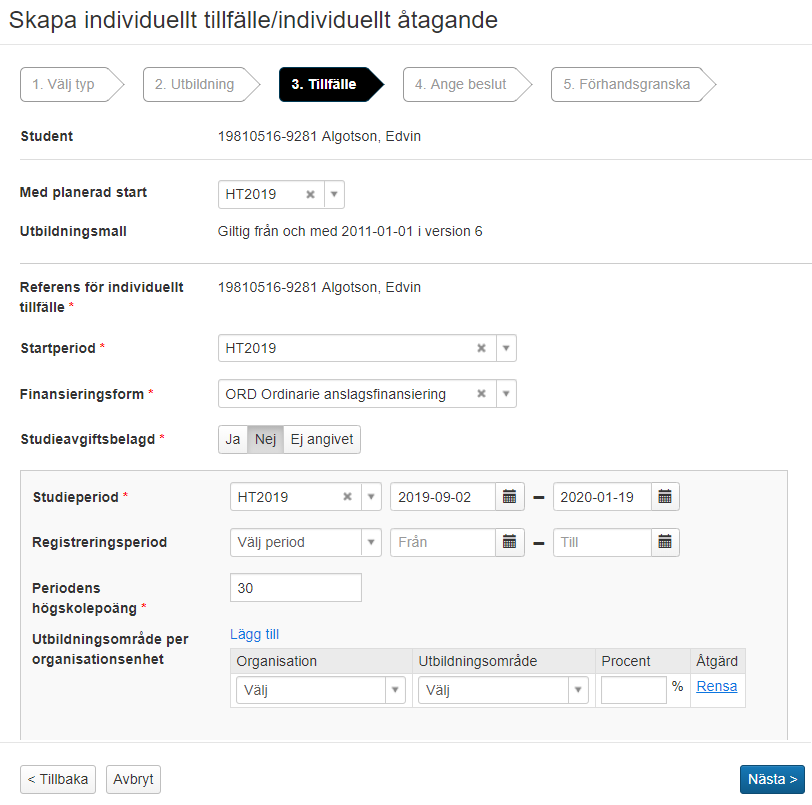 Skapa individuellt tillfälle/individuellt åtagande
1. Välj typ 2. Utbildning 3. Tillfälle 4. Ange beslut 5. Förhandsgranska
Student 19810516-9281 Algotson, Edvin
Med planerad start HT2019
Utbildningsmall Giltig från och med 2011-01-01 i version 6
Referens för individuellt 19810516-9281 Algotson, Edvin
tillfälle *
Startperiod * HT2019
Finansieringsform * ORD Ordinarie anslagsfinansiering
Studieavgiftsbelagd * Ja Nej Ej angivet
Studieperiod * HT2019 2019-09-02 – 2020-01-19
Registreringsperiod Välj period Från – Till
Periodens 30
högskolepoäng *
Utbildningsområde per Lägg till
organisationsenhet
Organisation Utbildningsområde Procent Åtgärd
Välj Välj % Rensa
< Tillbaka Avbryt Nästa >